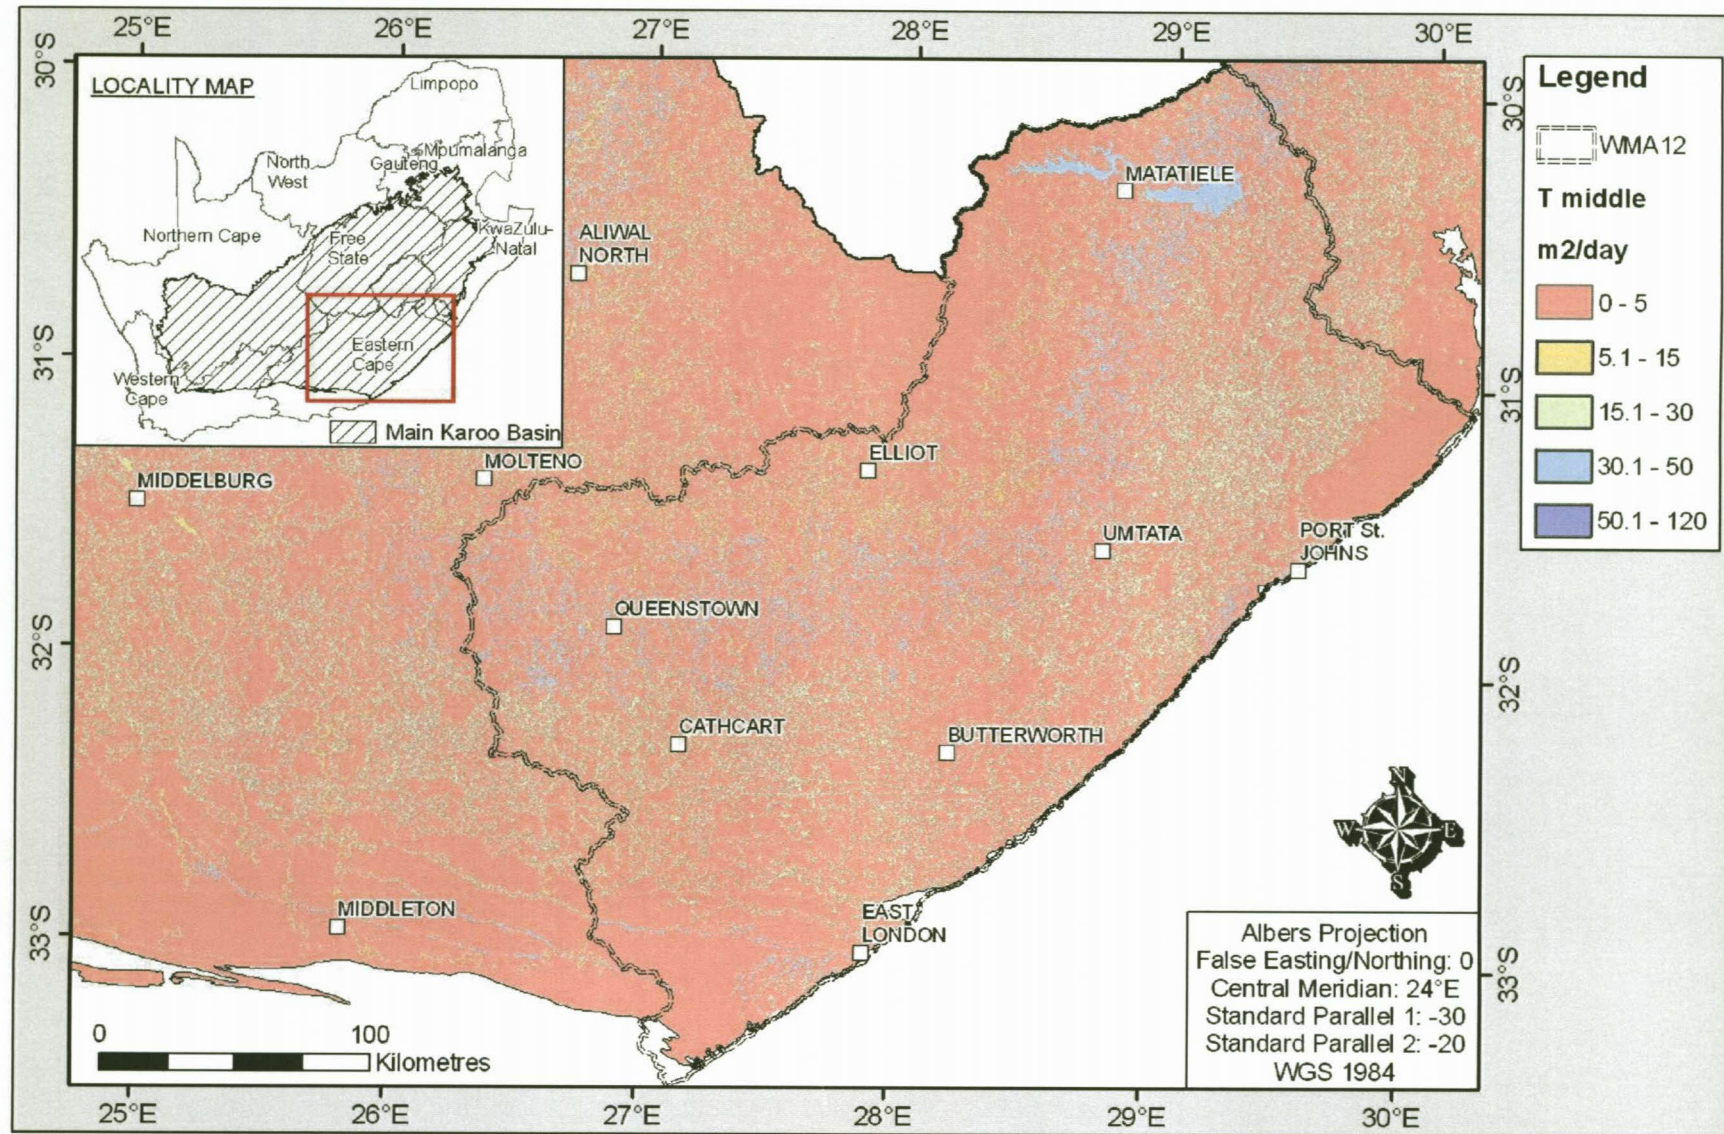 25°E 26°E 27°E 28°E 29°E 30°E
30°S
31°S
32°S
33°S
LOCALITY MAP
Limpopo
Mpumalanga
Gauteng
North
West
Northern Cape
Free
State
KwaZulu-
Natal
Eastern
Cape
Western
Cape
Main Karoo Basin
MATATIELE
ALIWAL
NORTH
ELLIOT
MOLTENO
MIDDELBURG
UMTATA
PORT St.
JOHNS
QUEENSTOWN
CATHCART
BUTTERWORTH
MIDDLETON
EAST
LONDON
0 100
Kilometres
N
W E
S
Albers Projection
False Easting/Northing: 0
Central Meridian: 24°E
Standard Parallel 1: -30
Standard Parallel 2: -20
WGS 1984
30°S
31°S
32°S
33°S
25°E 26°E 27°E 28°E 29°E 30°E
Legend
WMA12
T middle
m2/day
0 - 5
5.1 - 15
15.1 - 30
30.1 - 50
50.1 - 120